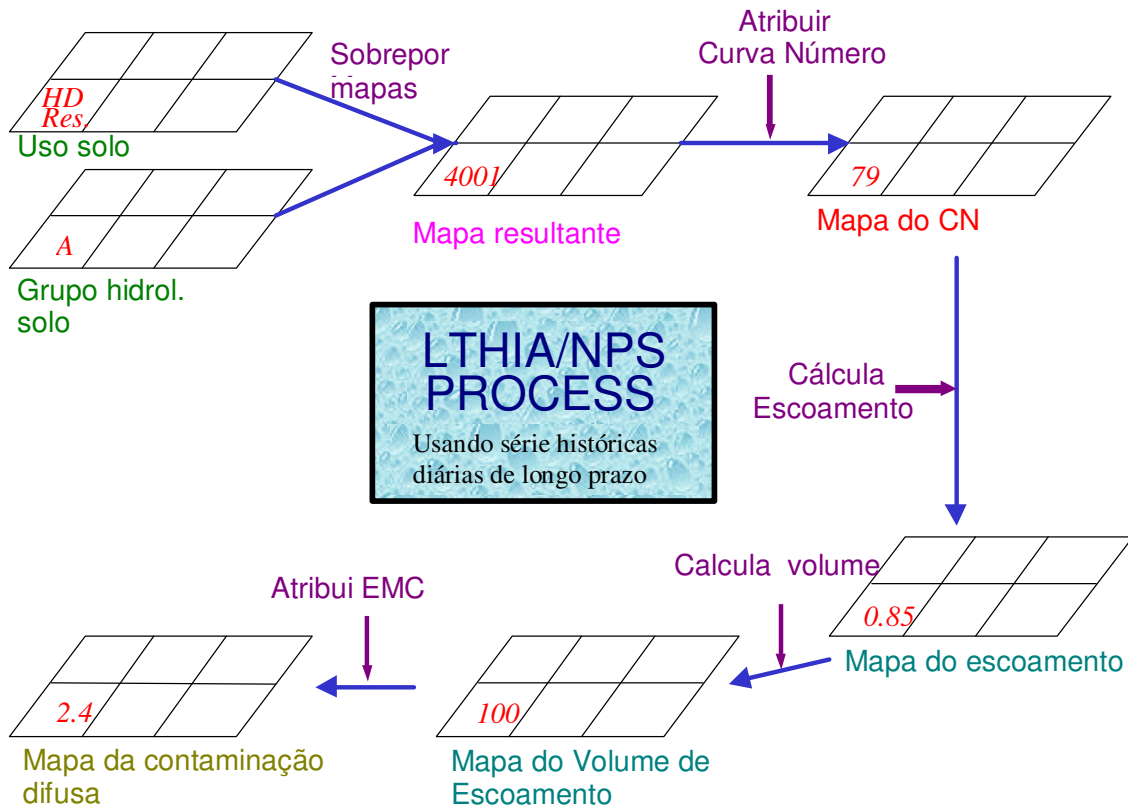 Atribuir
Curva Número
Sobrepor
mapas
HD
Res.
Uso solo
4001
Mapa resultante
79
Mapa do CN
A
Grupo hidrol.
solo
LTHIA/NPS
PROCESS
Usando série históricas
diárias de longo prazo
Cálcula
Escoamento
Calcula volume
0.85
Mapa do escoamento
Atribui EMC
100
Mapa do Volume de
Escoamento
2.4
Mapa da contaminação
difusa